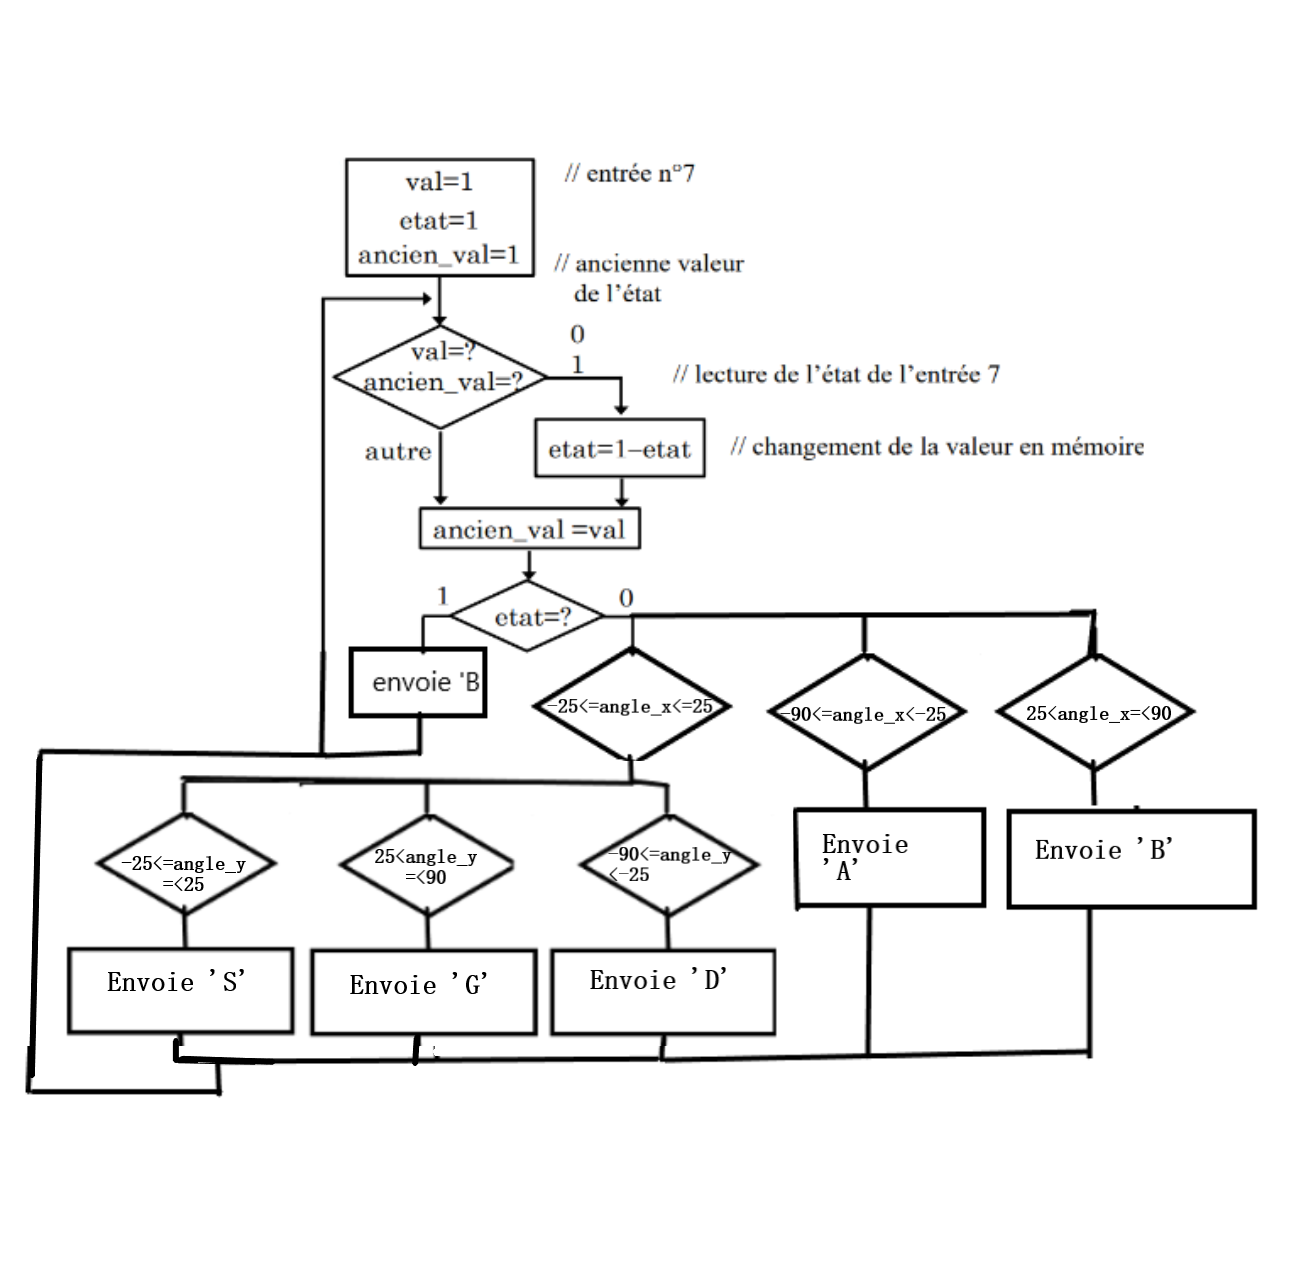 val=1
// entrée n°7
etat=1
ancien_val=1
// ancienne valeur
de l'état
0
val=?
1
ancien_val=?
// lecture de l'état de l'entrée 7
autre
etat=1–etat
// changement de la valeur en mémoire
ancien_val =val
1
0
etat=?
envoie 'B
-25<=angle_x<=25
-90<=angle_x<-25
25<angle_x=<90
-25<=angle_y
=<25
25<angle_y
=<90
-90<=angle_y
<-25
Envoie
'A'
Envoie 'B'
Envoie 'S'
Envoie 'G'
Envoie 'D'